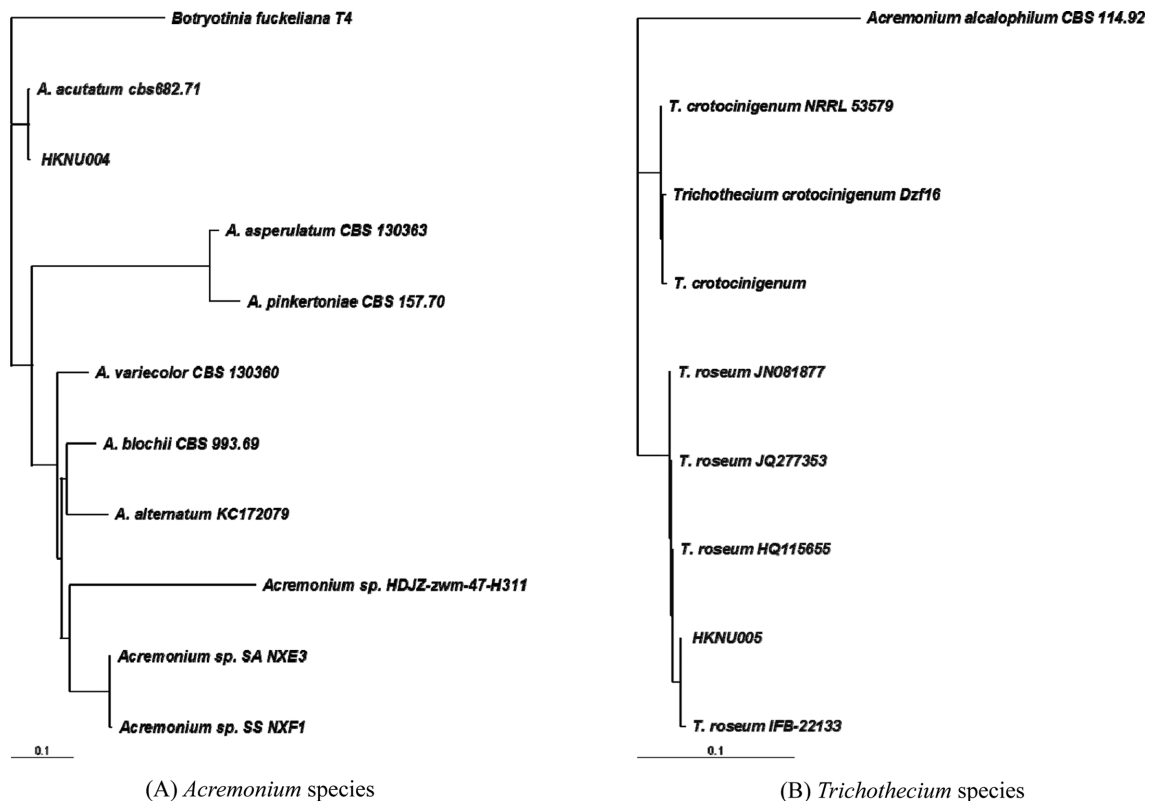 Botryotinia fuckeliana T4
A. acutatum cbs682.71
HKNU004
A. asperulatum CBS 130363
A. pinkertoniae CBS 157.70
A. variecolor CBS 130360
A. blochii CBS 993.69
A. alternatum KC172079
Acremonium sp. HDJZ-zwm-47-H311
Acremonium sp. SA NXE3
Acremonium sp. SS NXF1
0.1
(A) Acremonium species
Acremonium alcalophilum CBS 114.92
T. crotocinigenum NRRL 53579
Trichothecium crotocinigenum Dzf16
T. crotocinigenum
T. roseum JN081877
T. roseum JQ277353
T. roseum HQ115655
HKNU005
T. roseum IFB-22133
0.1
(B) Trichothecium species